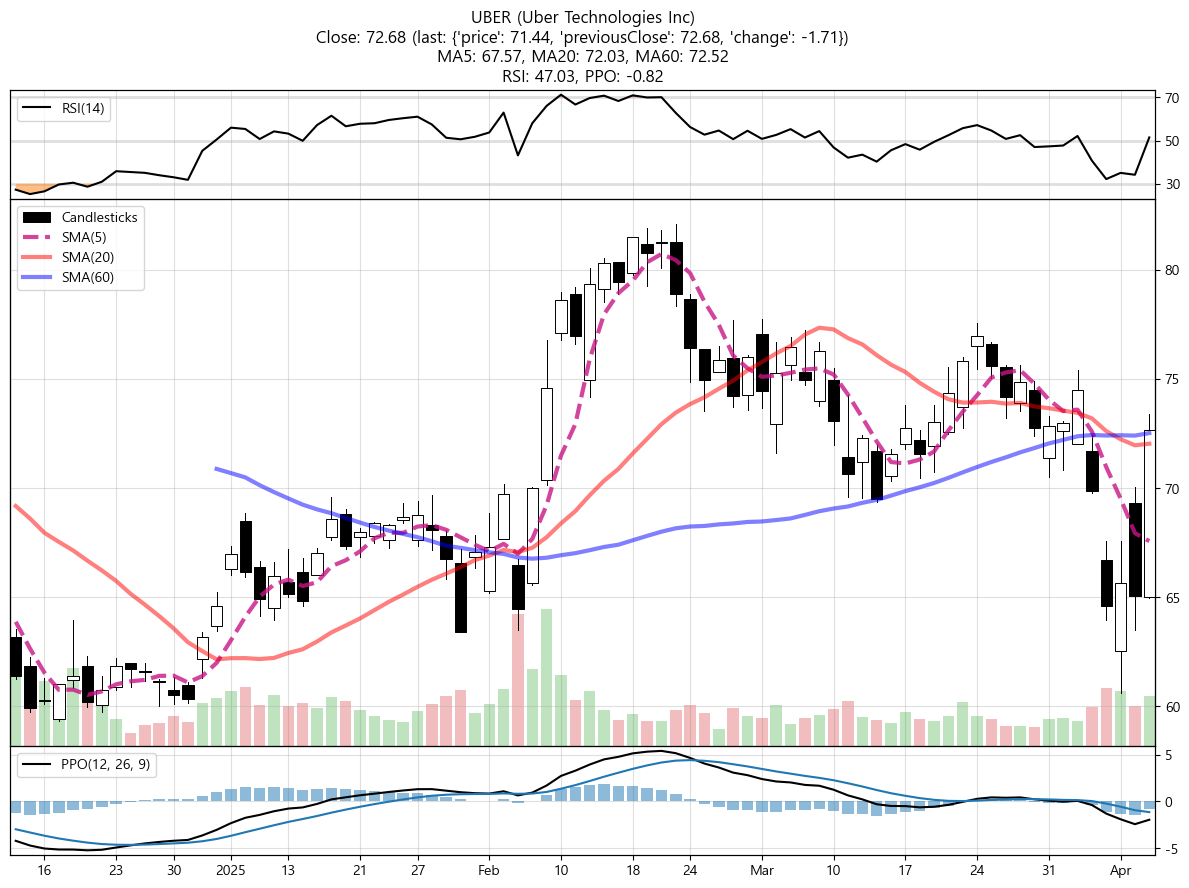 UBER (Uber Technologies Inc)
Close: 72.68 (last: {'price': 71.44, 'previousClose': 72.68, 'change': -1.71})
MA5: 67.57, MA20: 72.03, MA60: 72.52
RSI: 47.03, PPO: -0.82
RSI(14)
70
50
30
Candlesticks
SMA(5)
SMA(20)
SMA(60)
80
75
70
65
60
PPO(12, 26, 9)
5
0
-5
16 23 30 2025 13 21 27 Feb 10 18 24 Mar 10 17 24 31 Apr